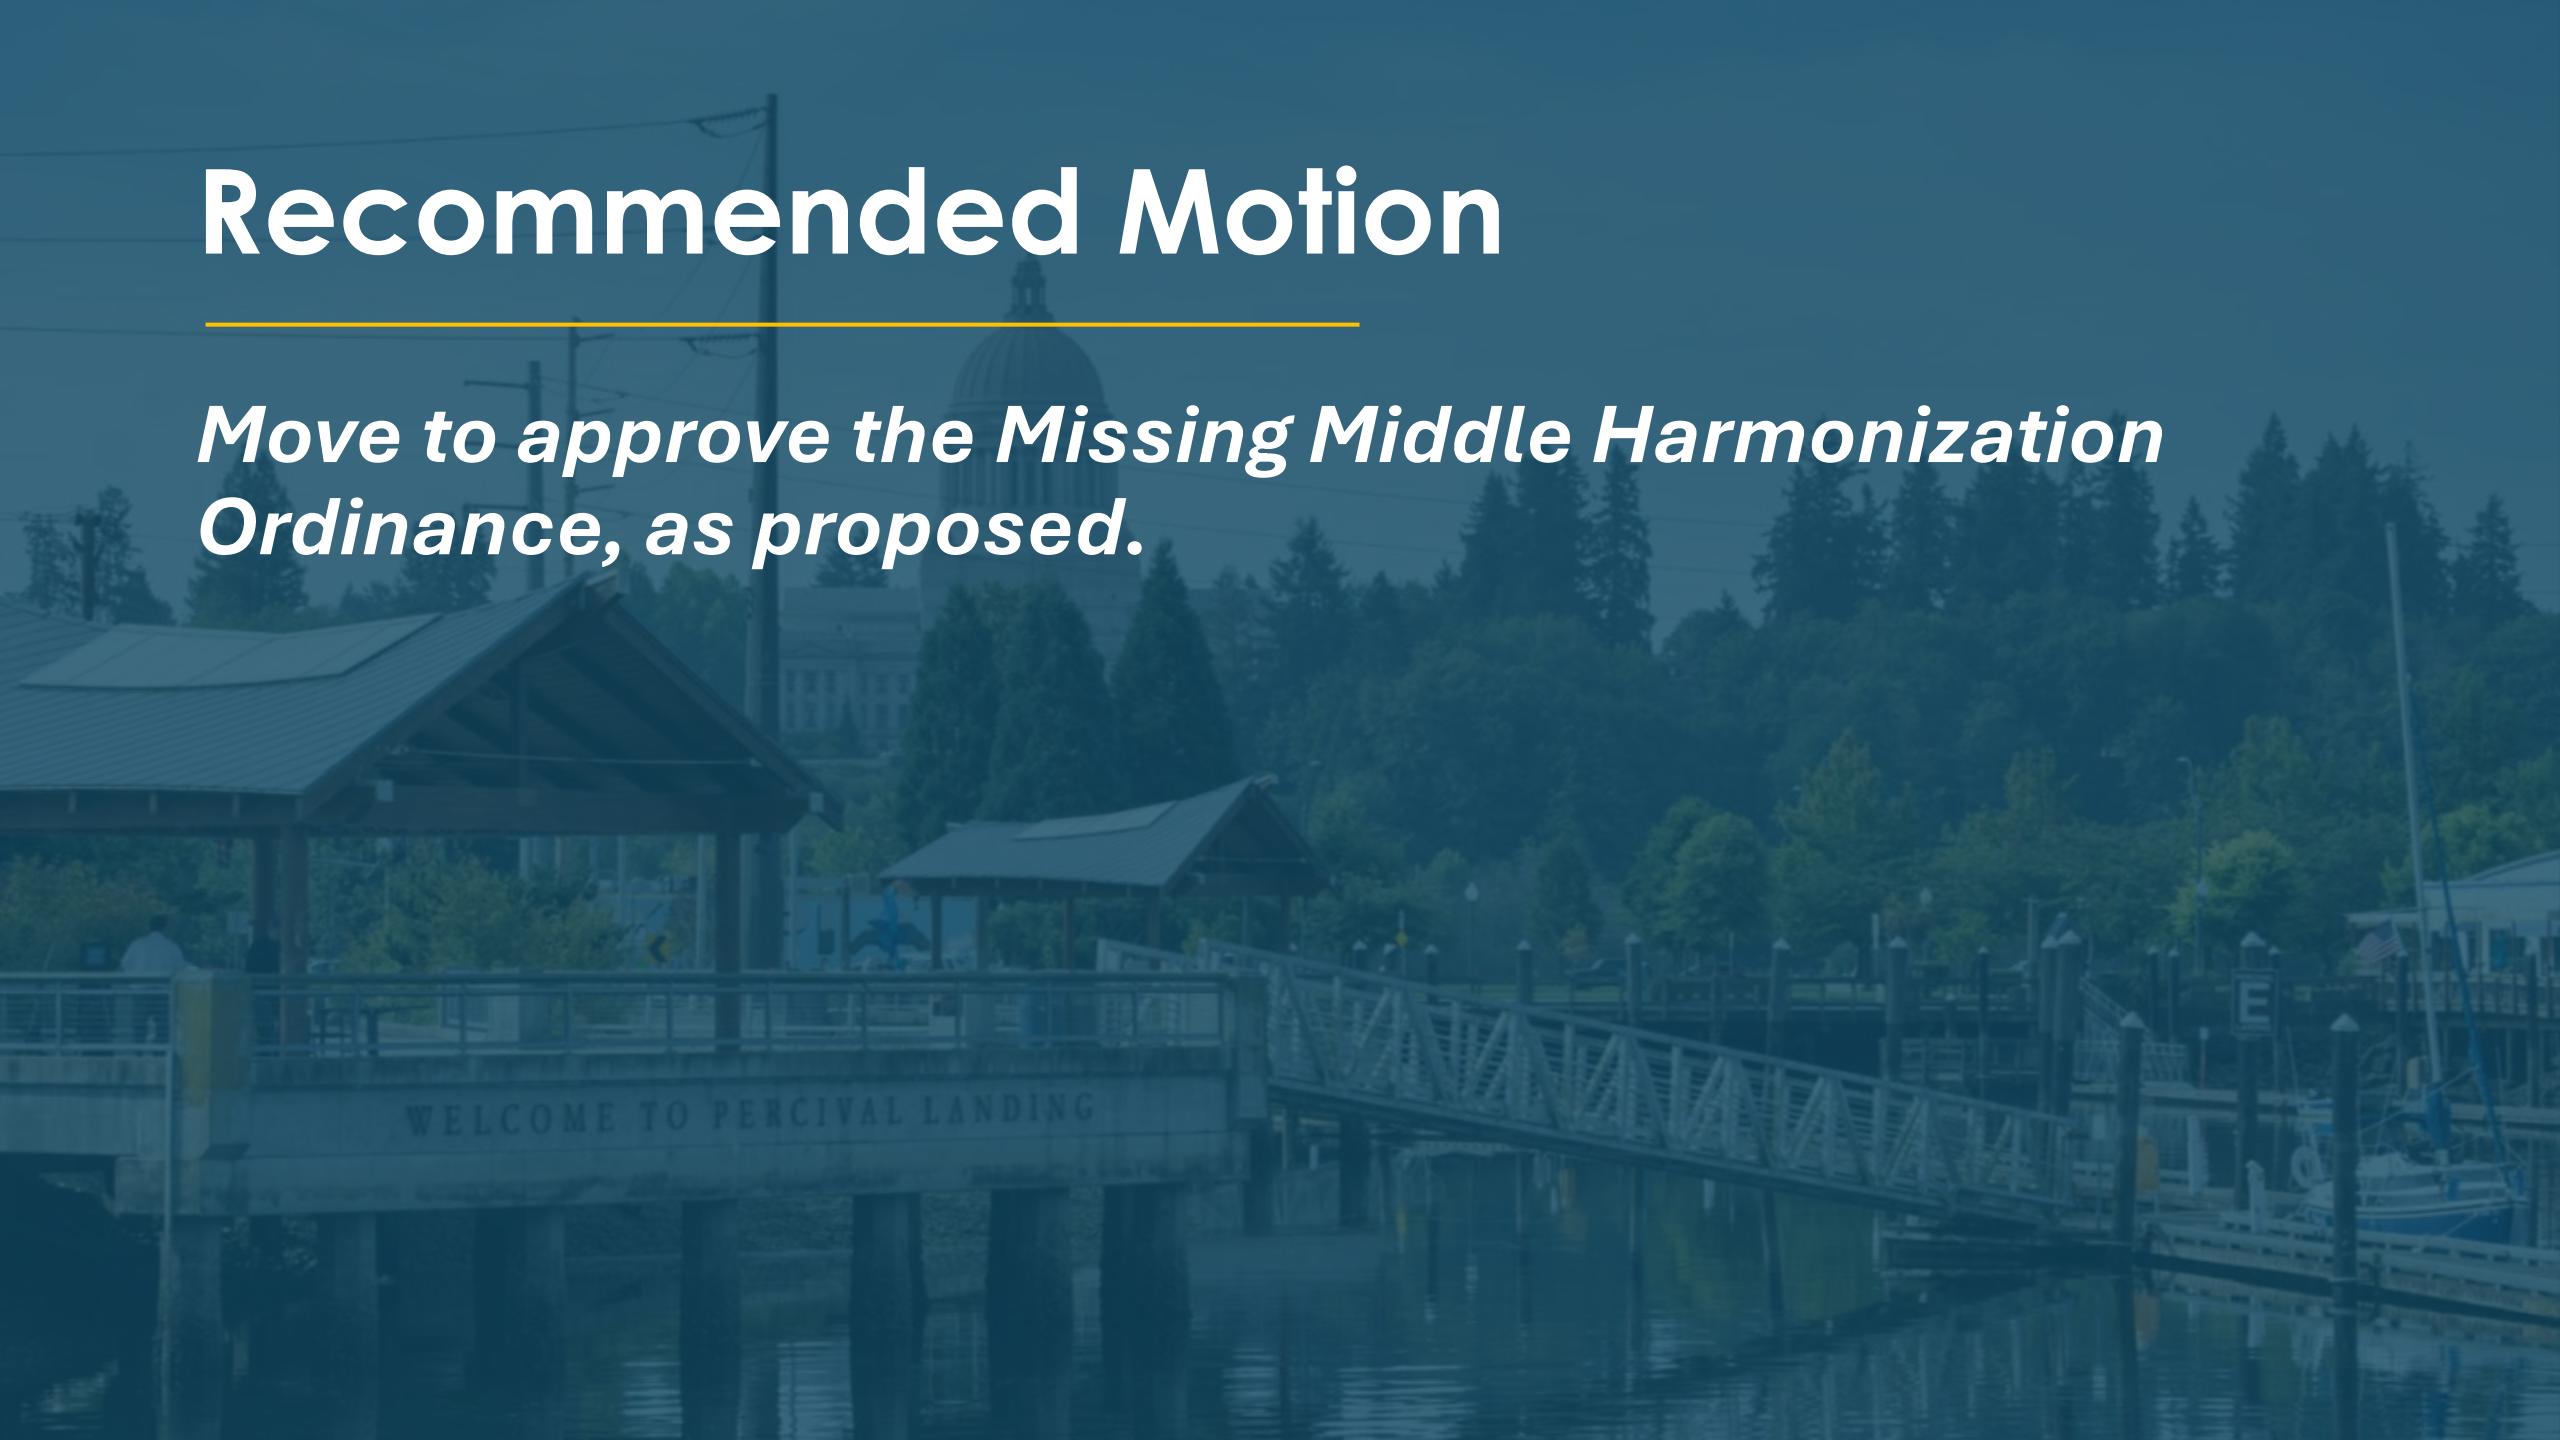 Recommended Motion
Move to approve the Missing Middle Harmonization
Ordinance, as proposed.
WELCOME TO PERCIVAL LANDING
E